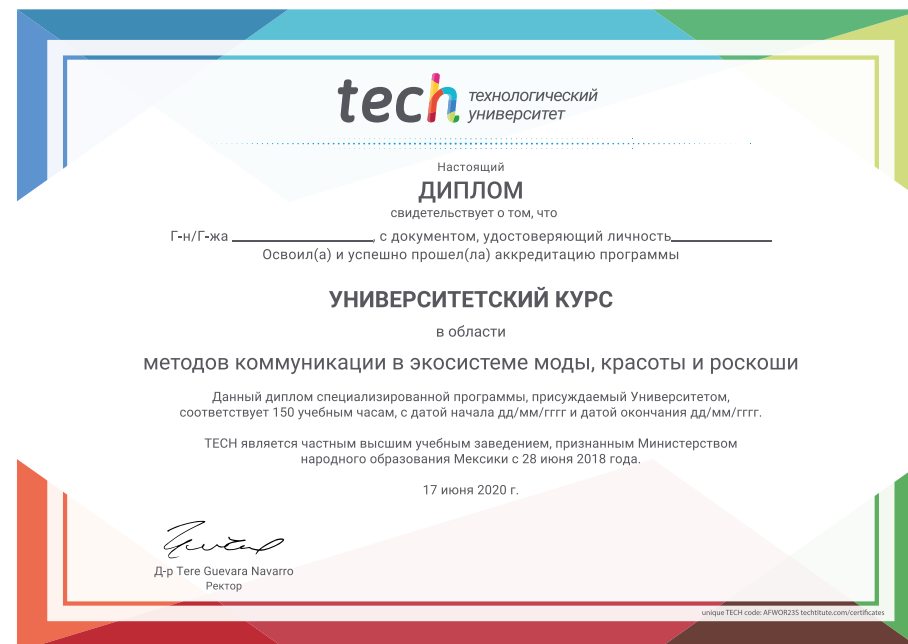 tech технологический
университет
Настоящий
ДИПЛОМ
свидетельствует о том, что
Г-н/Г-жа ____________________, с документом, удостоверяющий личность______________
Освоил(а) и успешно прошел(ла) аккредитацию программы
УНИВЕРСИТЕТСКИЙ КУРС
в области
методов коммуникации в экосистеме моды, красоты и роскоши
Данный диплом специализированной программы, присуждаемый Университетом,
соответствует 150 учебным часам, с датой начала дд/мм/гггг и датой окончания дд/мм/гггг.
TECH является частным высшим учебным заведением, признанным Министерством
народного образования Мексики с 28 июня 2018 года.
17 июня 2020 г.
Д-р Tere Guevara Navarro
Ректор
unique TECH code: AFWOR235 techtitute.com/certificates